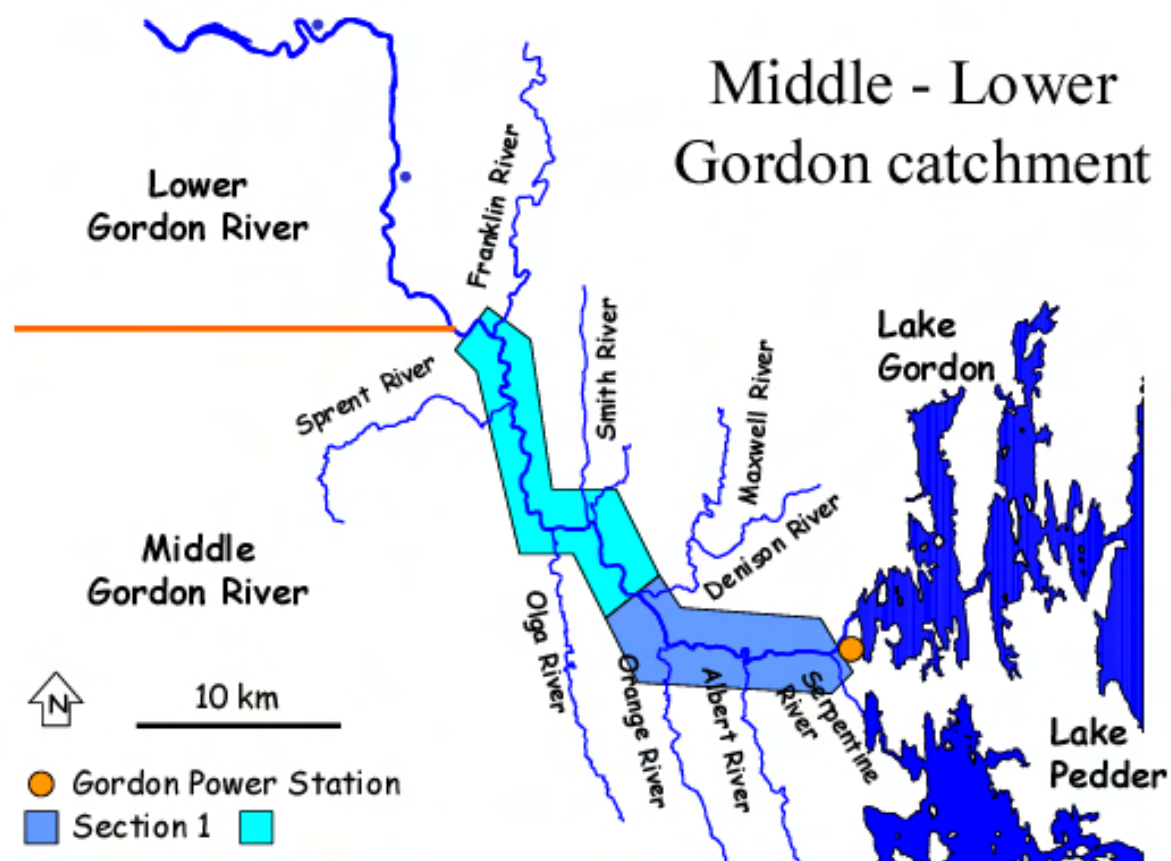 Middle - Lower
Gordon catchment
Lower
Gordon River
Franklin River
Sprent River
Smith River
Maxwell River
Denison River
Lake
Gordon
Middle
Gordon River
Olga River
Orange River
Albert River
Serpentine
River
Lake
Pedder
N
10 km
Gordon Power Station
Section 1